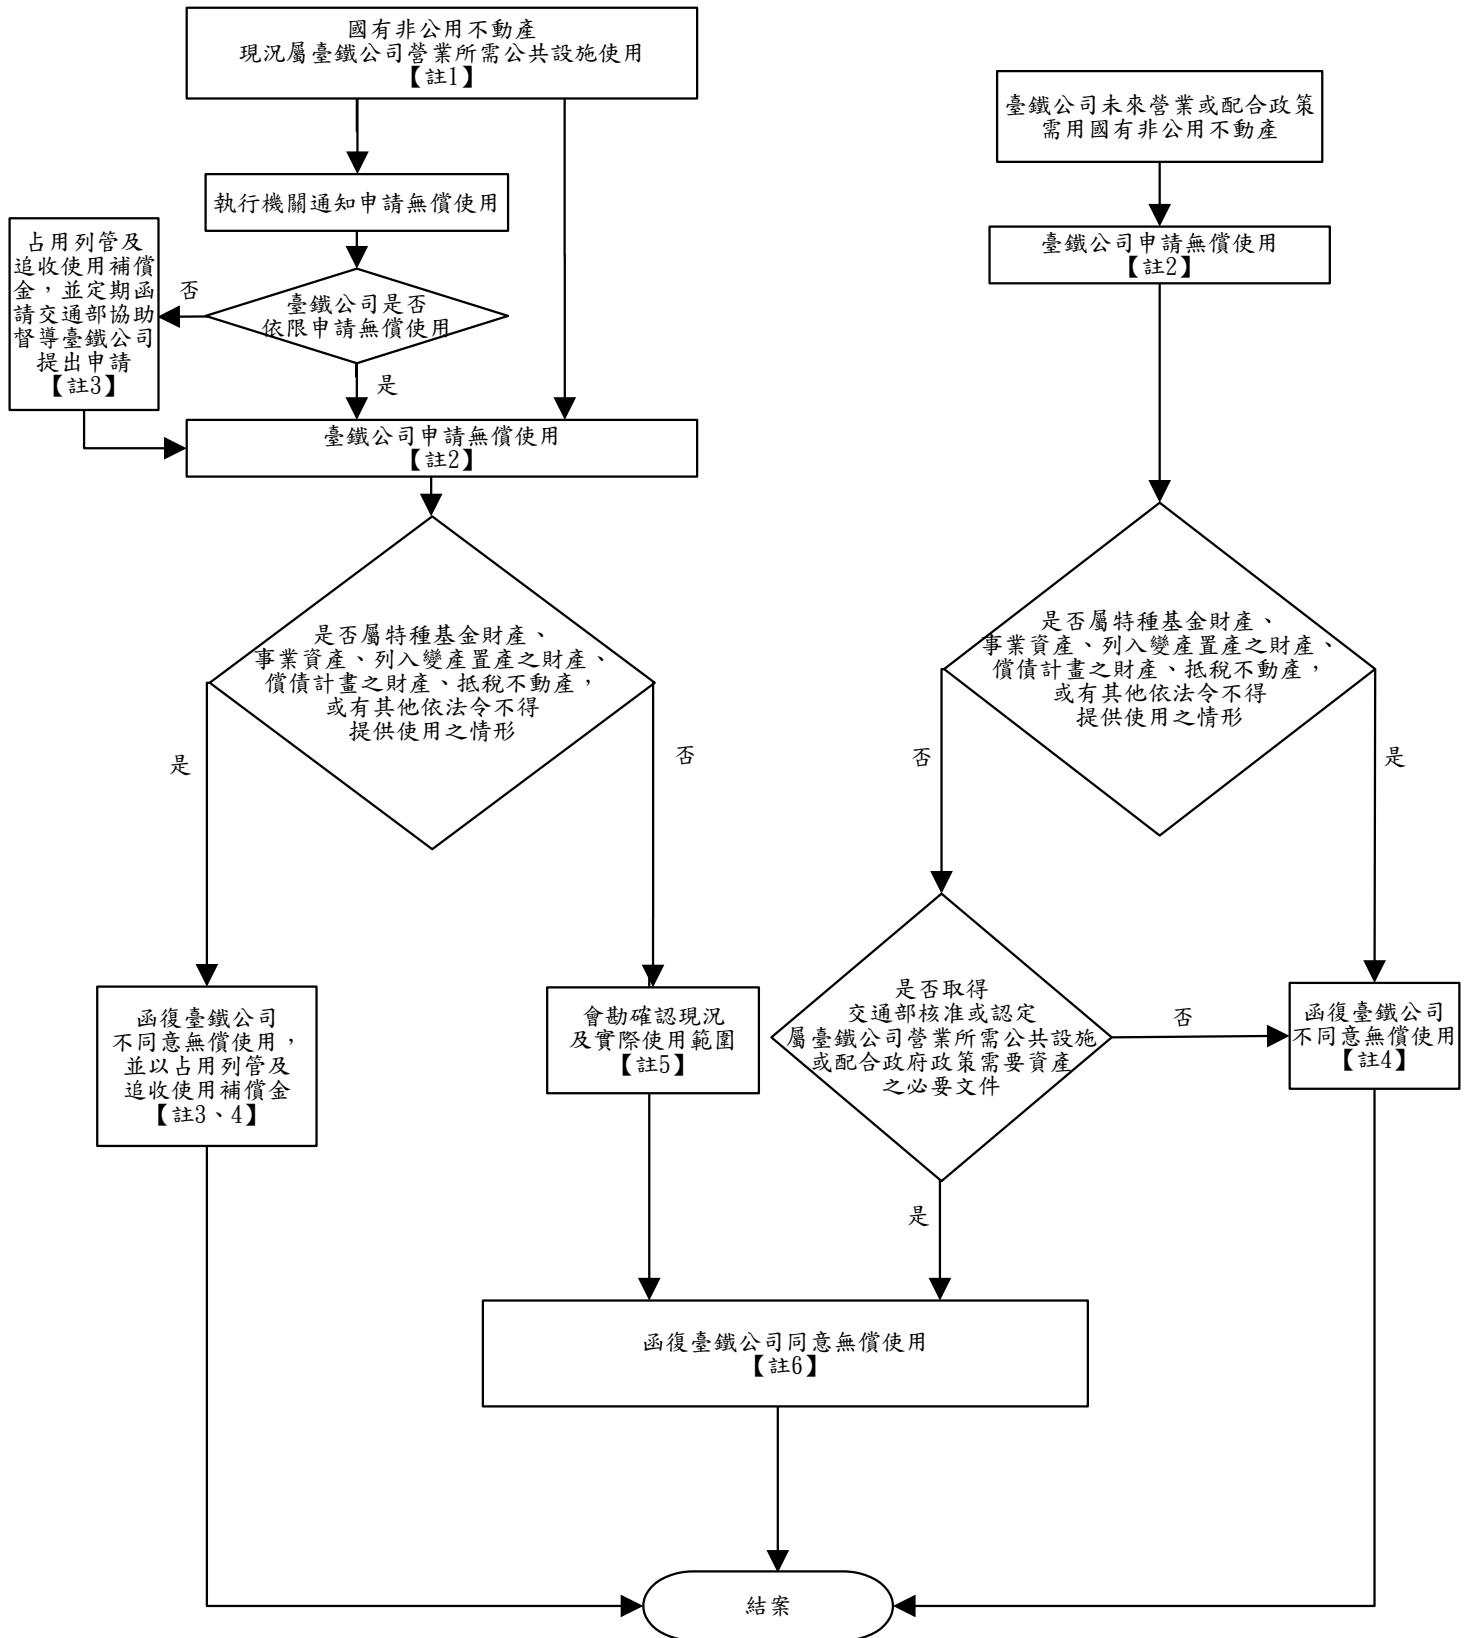 國有非公用不動產
現況屬臺鐵公司營業所需公共設施使用
【註1】
執行機關通知申請無償使用
臺鐵公司是否
依限申請無償使用
否
是
占用列管及
追收使用補償
金，並定期函
請交通部協助
督導臺鐵公司
提出申請
【註3】
臺鐵公司申請無償使用
【註2】
是否屬特種基金財產、
事業資產、列入變產置產之財產、
償債計畫之財產、抵稅不動產，
或有其他依法令不得
提供使用之情形
是
否
函復臺鐵公司
不同意無償使用，
並以占用列管及
追收使用補償金
【註3、4】
會勘確認現況
及實際使用範圍
【註5】
臺鐵公司未來營業或配合政策
需用國有非公用不動產
臺鐵公司申請無償使用
【註2】
是否屬特種基金財產、
事業資產、列入變產置產之財產、
償債計畫之財產、抵稅不動產，
或有其他依法令不得
提供使用之情形
否
是
是否取得
交通部核准或認定
屬臺鐵公司營業所需公共設施
或配合政府政策需要資產
之必要文件
否
是
函復臺鐵公司
不同意無償使用
【註4】
函復臺鐵公司同意無償使用
【註6】
結案